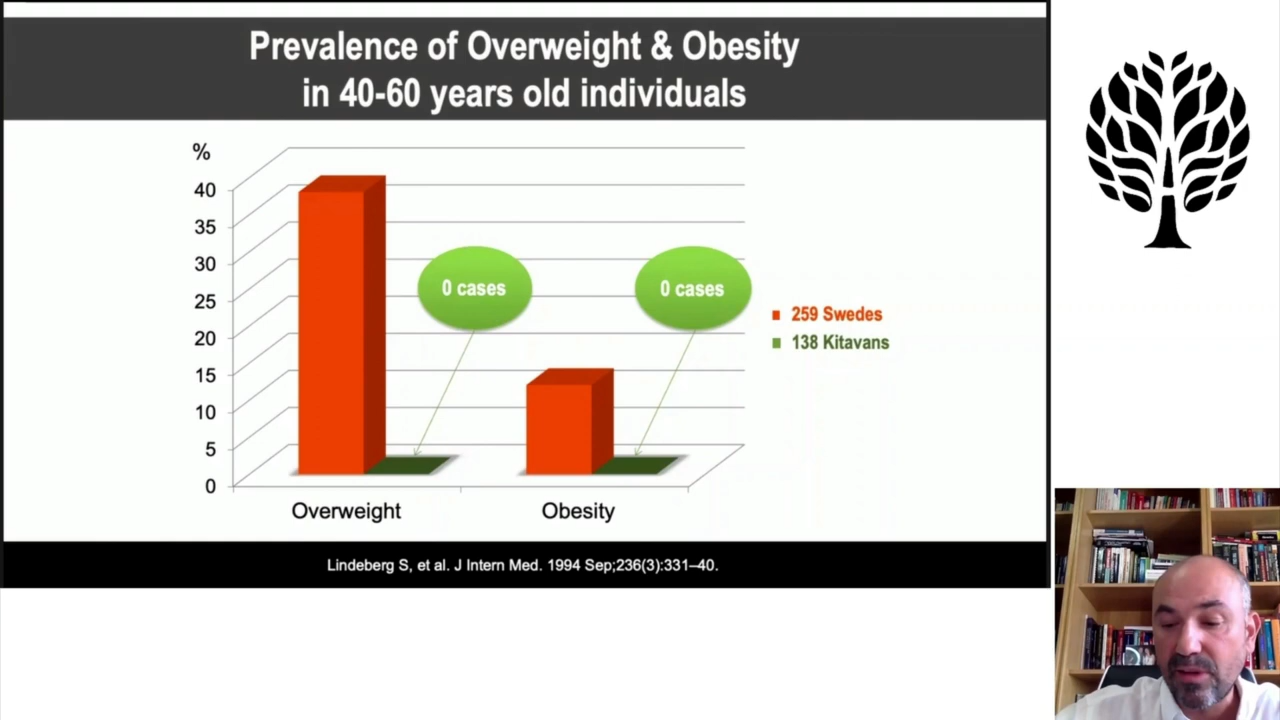 Prevalence of Overweight & Obesity
in 40-60 years old individuals
%
40
35
30
25
20
15
10
5
0
0 cases
0 cases
259 Swedes
138 Kitavans
Overweight
Obesity
Lindeberg S, et al. J Intern Med. 1994 Sep;236(3):331–40.